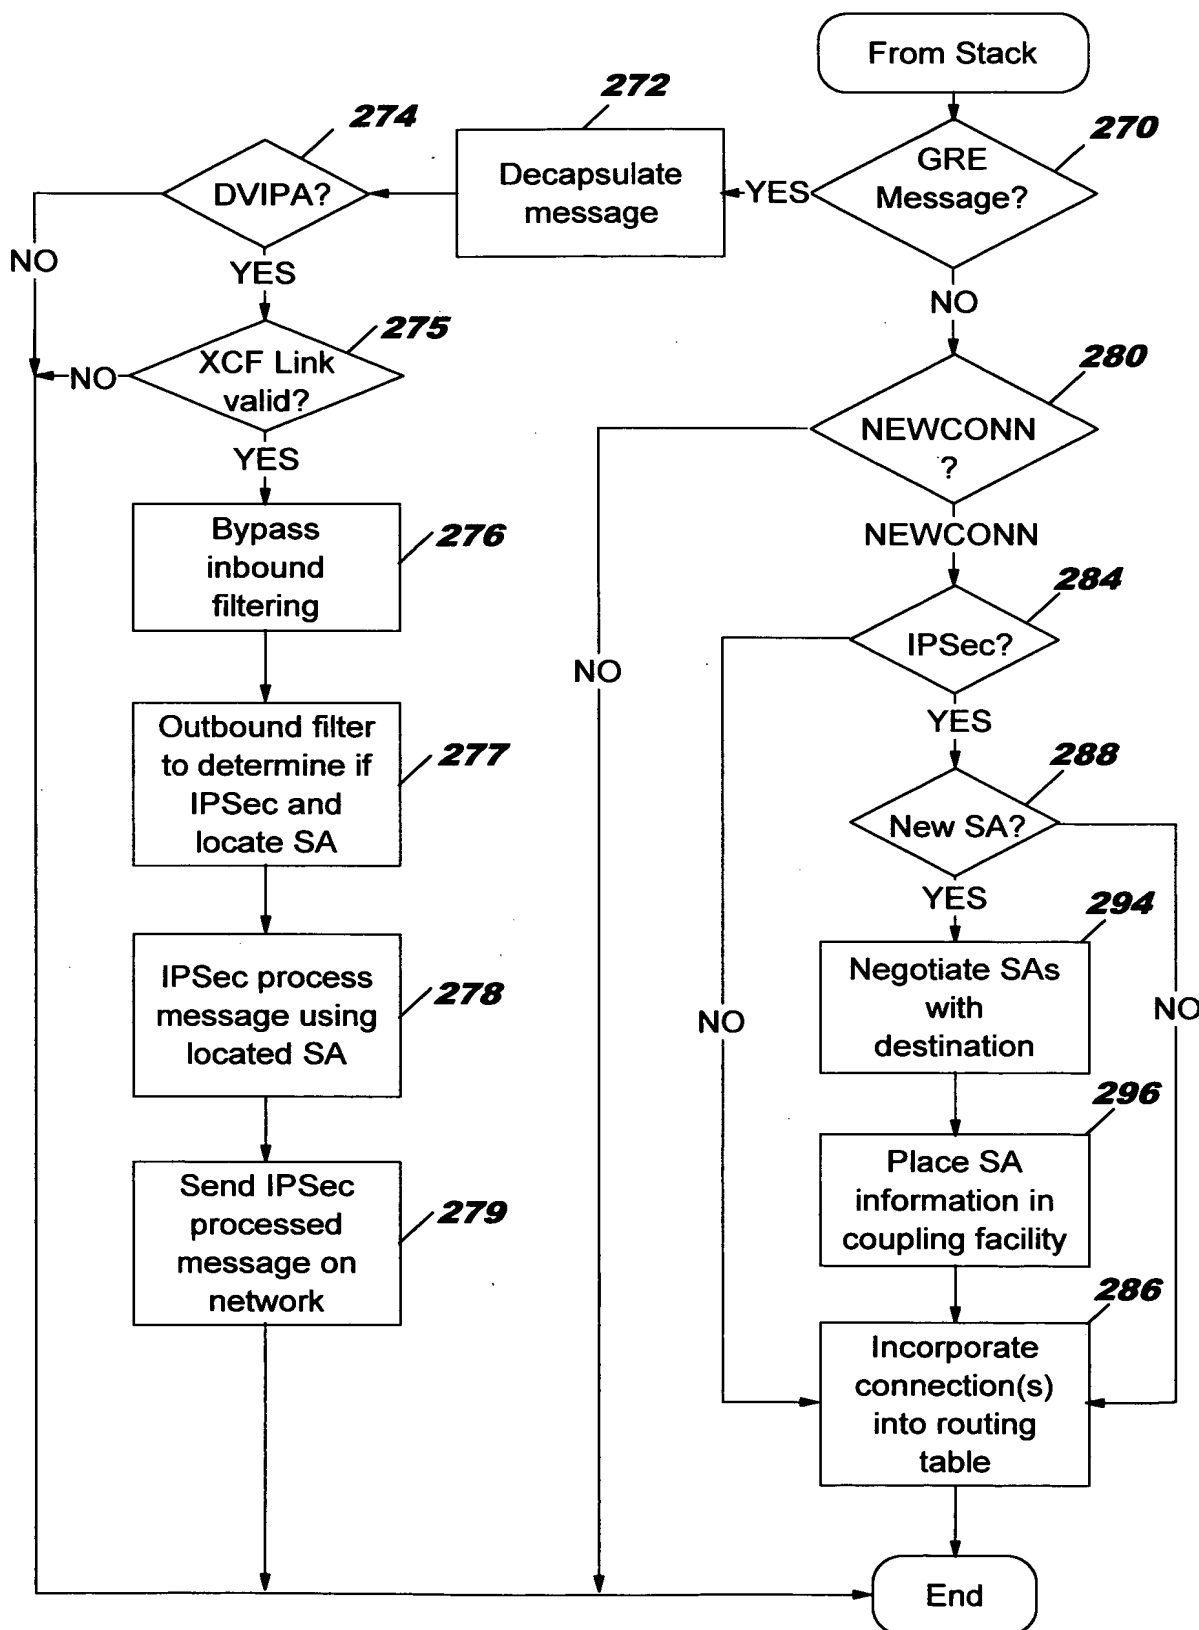 From Stack
270
GRE
Message?
YES
272
Decapsulate
message
274
DVIPA?
NO
YES
275
XCF Link
valid?
NO
YES
276
Bypass
inbound
filtering
277
Outbound filter
to determine if
IPSec and
locate SA
278
IPSec process
message using
located SA
279
Send IPSec
processed
message on
network
NO
280
NEWCONN
?
NO
NEWCONN
284
IPSec?
NO
YES
288
New SA?
NO
YES
294
Negotiate SAs
with
destination
296
Place SA
information in
coupling facility
286
Incorporate
connection(s)
into routing
table
End